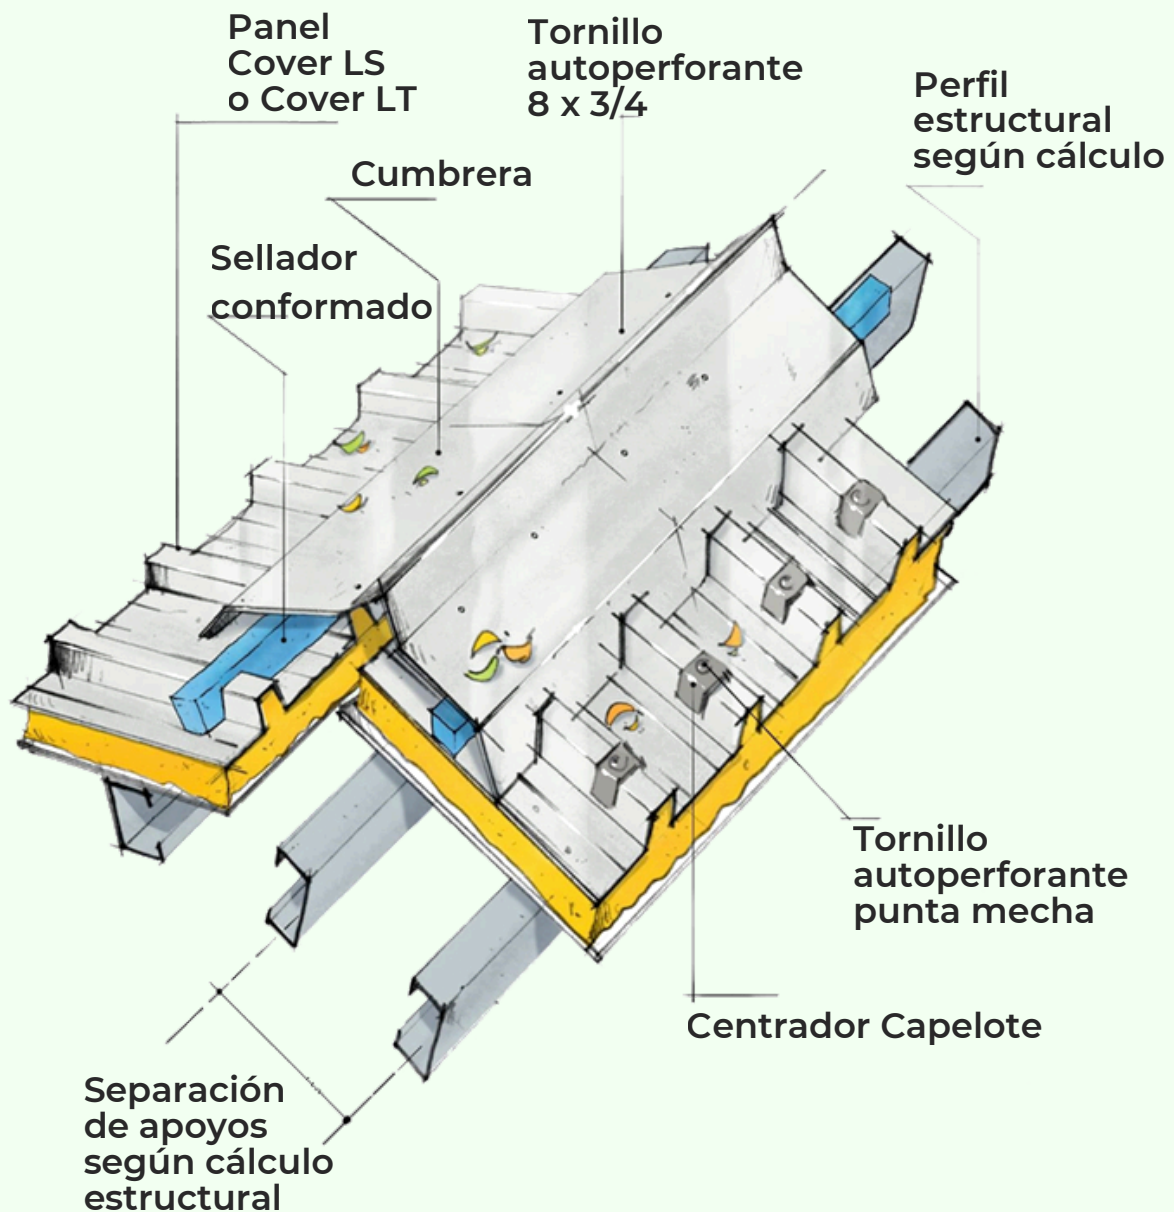 Panel
Cover LS
o Cover LT
Tornillo
autoperforante
8 x 3/4
Perfil
estructural
según cálculo
Cumbrera
Sellador
conformado
Tornillo
autoperforante
punta mecha
Centrador Capelote
Separación
de apoyos
según cálculo
estructural